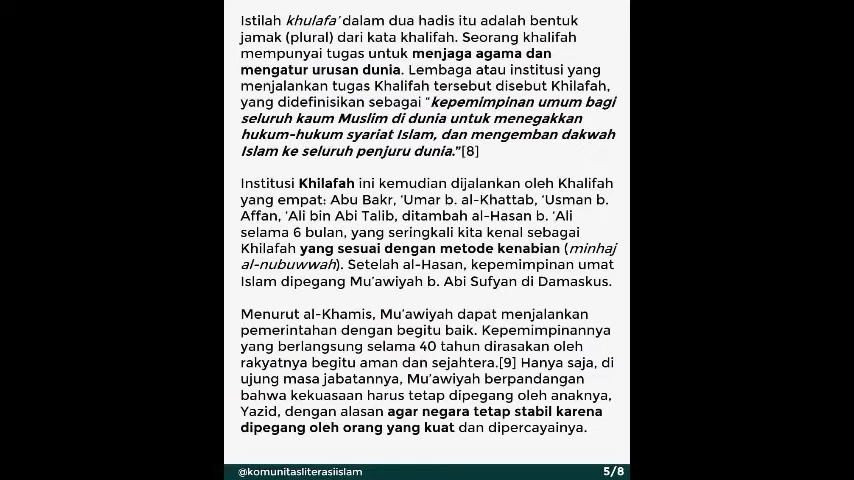 Istilah khulafa’ dalam dua hadis itu adalah bentuk
jamak (plural) dari kata khalifah. Seorang khalifah
mempunyai tugas untuk menjaga agama dan
mengatur urusan dunia. Lembaga atau institusi yang
menjalankan tugas Khalifah tersebut disebut Khilafah,
yang didefinisikan sebagai “kepemimpinan umum bagi
seluruh kaum Muslim di dunia untuk menegakkan
hukum-hukum syariat Islam, dan mengemban dakwah
Islam ke seluruh penjuru dunia.”[8]
Institusi Khilafah ini kemudian dijalankan oleh Khalifah
yang empat: Abu Bakr, ‘Umar b. al-Khattab, ‘Usman b.
Affan, ‘Ali bin Abi Talib, ditambah al-Hasan b. ‘Ali
selama 6 bulan, yang seringkali kita kenal sebagai
Khilafah yang sesuai dengan metode kenabian (minhaj
al-nubuwwah). Setelah al-Hasan, kepemimpinan umat
Islam dipegang Mu’awiyah b. Abi Sufyan di Damaskus.
Menurut al-Khamis, Mu’awiyah dapat menjalankan
pemerintahan dengan begitu baik. Kepemimpinannya
yang berlangsung selama 40 tahun dirasakan oleh
rakyatnya begitu aman dan sejahtera.[9] Hanya saja, di
ujung masa jabatannya, Mu’awiyah berpandangan
bahwa kekuasaan harus tetap dipegang oleh anaknya,
Yazid, dengan alasan agar negara tetap stabil karena
dipegang oleh orang yang kuat dan dipercayainya.
@komunitasliterasiislam 5/8